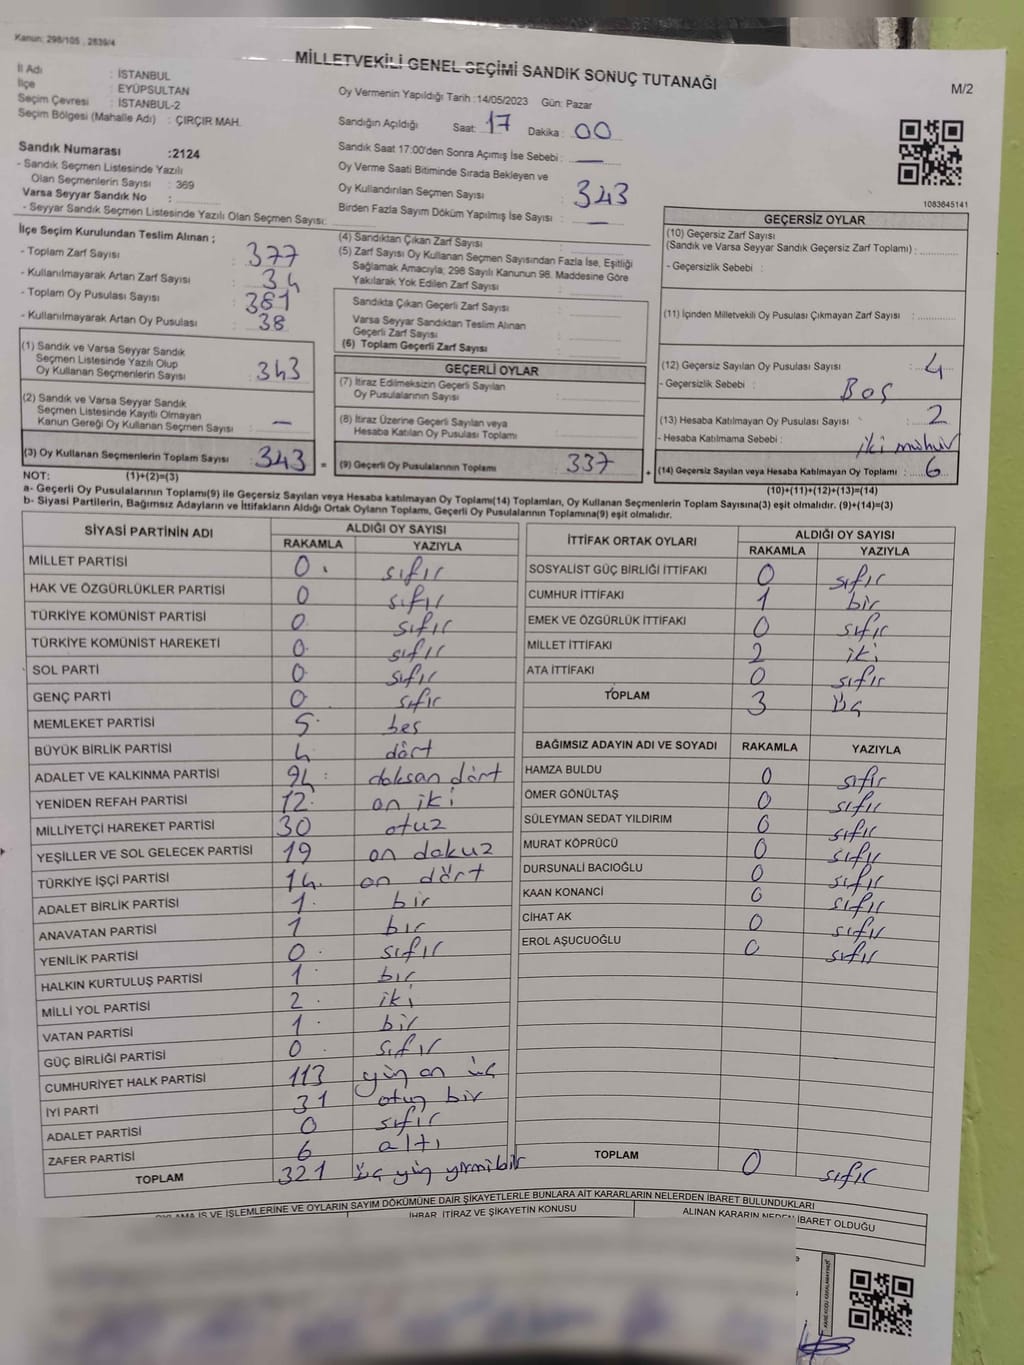 Kanun: 298/105 , 2839/4
MİLLETVEKİLİ GENEL SEÇİMİ SANDIK SONUÇ TUTANAĞI
M/2
İl Adı : İSTANBUL
İlçe : EYÜPSULTAN
Seçim Çevresi : İSTANBUL-2
Seçim Bölgesi (Mahalle Adı) : ÇIRÇIR MAH.
Sandık Numarası :2124
- Sandık Seçmen Listesinde Yazılı
Olan Seçmenlerin Sayısı : 369
Varsa Seyyar Sandık No :
- Seyyar Sandık Seçmen Listesinde Yazılı Olan Seçmen Sayısı:
Oy Vermenin Yapıldığı Tarih :14/05/2023 Gün: Pazar
Sandığın Açıldığı Saat: 17 Dakika : 00
Sandık Saat 17:00'den Sonra Açımış İse Sebebi : —
Oy Verme Saati Bitiminde Sırada Bekleyen ve
Oy Kullandırılan Seçmen Sayısı : 343
Birden Fazla Sayım Döküm Yapılmış İse Sayısı : —
1083645141
İlçe Seçim Kurulundan Teslim Alınan ;
- Toplam Zarf Sayısı : 377
- Kullanılmayarak Artan Zarf Sayısı : 34
- Toplam Oy Pusulası Sayısı : 381
- Kullanılmayarak Artan Oy Pusulası : 38
(1) Sandık ve Varsa Seyyar Sandık
Seçmen Listesinde Yazılı Olup
Oy Kullanan Seçmenlerin Sayısı : 343
(2) Sandık ve Varsa Seyyar Sandık
Seçmen Listesinde Kayıtlı Olmayan
Kanun Gereği Oy Kullanan Seçmen Sayısı : —
(3) Oy Kullanan Seçmenlerin Toplam Sayısı : 343 =
(4) Sandıktan Çıkan Zarf Sayısı :
(5) Zarf Sayısı Oy Kullanan Seçmen Sayısından Fazla İse, Eşitliği
Sağlamak Amacıyla; 298 Sayılı Kanunun 98. Maddesine Göre
Yakılarak Yok Edilen Zarf Sayısı :
Sandıkta Çıkan Geçerli Zarf Sayısı :
Varsa Seyyar Sandıktan Teslim Alınan
Geçerli Zarf Sayısı :
(6) Toplam Geçerli Zarf Sayısı :
GEÇERLİ OYLAR
(7) İtiraz Edilmeksizin Geçerli Sayılan
Oy Pusulalarının Sayısı :
(8) İtiraz Üzerine Geçerli Sayılan veya
Hesaba Katılan Oy Pusulaları Toplamı :
(9) Geçerli Oy Pusulalarının Toplamı : 337 +
GEÇERSİZ OYLAR
(10) Geçersiz Zarf Sayısı
(Sandık ve Varsa Seyyar Sandık Geçersiz Zarf Toplamı) :
- Geçersizlik Sebebi :
(11) İçinden Milletvekili Oy Pusulası Çıkmayan Zarf Sayısı :
(12) Geçersiz Sayılan Oy Pusulası Sayısı : 4
- Geçersizlik Sebebi : Boş
(13) Hesaba Katılmayan Oy Pusulası Sayısı : 2
- Hesaba Katılmama Sebebi : iki mühür
(14) Geçersiz Sayılan veya Hesaba Katılmayan Oy Toplamı : 6
NOT: (1)+(2)=(3)
(10)+(11)+(12)+(13)=(14)
a- Geçerli Oy Pusulalarının Toplamı(9) ile Geçersiz Sayılan veya Hesaba katılmayan Oy Toplamı(14) Toplamları, Oy Kullanan Seçmenlerin Toplam Sayısına(3) eşit olmalıdır. (9)+(14)=(3)
b- Siyasi Partilerin, Bağımsız Adayların ve İttifakların Aldığı Ortak Oyların Toplamı, Geçerli Oy Pusulalarının Toplamına(9) eşit olmalıdır.
SİYASİ PARTİNİN ADI ALDIĞI OY SAYISI
RAKAMLA YAZIYLA
MİLLET PARTİSİ 0 sıfır
HAK VE ÖZGÜRLÜKLER PARTİSİ 0 sıfır
TÜRKİYE KOMÜNİST PARTİSİ 0 sıfır
TÜRKİYE KOMÜNİST HAREKETİ 0 sıfır
SOL PARTİ 0 sıfır
GENÇ PARTİ 0 sıfır
MEMLEKET PARTİSİ 5 beş
BÜYÜK BİRLİK PARTİSİ 4 dört
ADALET VE KALKINMA PARTİSİ 94 doksan dört
YENİDEN REFAH PARTİSİ 12 on iki
MİLLİYETÇİ HAREKET PARTİSİ 30 otuz
YEŞİLLER VE SOL GELECEK PARTİSİ 19 on dokuz
TÜRKİYE İŞÇİ PARTİSİ 14 on dört
ADALET BİRLİK PARTİSİ 1 bir
ANAVATAN PARTİSİ 1 bir
YENİLİK PARTİSİ 0 sıfır
HALKIN KURTULUŞ PARTİSİ 1 bir
MİLLİ YOL PARTİSİ 2 iki
VATAN PARTİSİ 1 bir
GÜÇ BİRLİĞİ PARTİSİ 0 sıfır
CUMHURİYET HALK PARTİSİ 113 yüz on üç
İYİ PARTİ 31 otuz bir
ADALET PARTİSİ 0 sıfır
ZAFER PARTİSİ 6 altı
TOPLAM 321 üç yüz yirmi bir
İTTİFAK ORTAK OYLARI ALDIĞI OY SAYISI
RAKAMLA YAZIYLA
SOSYALİST GÜÇ BİRLİĞİ İTTİFAKI 0 sıfır
CUMHUR İTTİFAKI 1 bir
EMEK VE ÖZGÜRLÜK İTTİFAKI 0 sıfır
MİLLET İTTİFAKI 2 iki
ATA İTTİFAKI 0 sıfır
TOPLAM 3 üç
BAĞIMSIZ ADAYIN ADI VE SOYADI RAKAMLA YAZIYLA
HAMZA BULDU 0 sıfır
ÖMER GÖNÜLTAŞ 0 sıfır
SÜLEYMAN SEDAT YILDIRIM 0 sıfır
MURAT KÖPRÜCÜ 0 sıfır
DURSUNALİ BACIOĞLU 0 sıfır
KAAN KONANCİ 0 sıfır
CİHAT AK 0 sıfır
EROL AŞUCUOĞLU 0 sıfır
TOPLAM 0 sıfır
İŞ VE İŞLEMLERİNE VE OYLARIN SAYIM DÖKÜMÜNE DAİR ŞİKAYETLERLE BUNLARA AİT KARARLARIN NELERDEN İBARET BULUNDUKLARI
İHBAR, İTİRAZ VE ŞİKAYETİN KONUSU ALINAN KARARIN NEDEN İBARET OLDUĞU